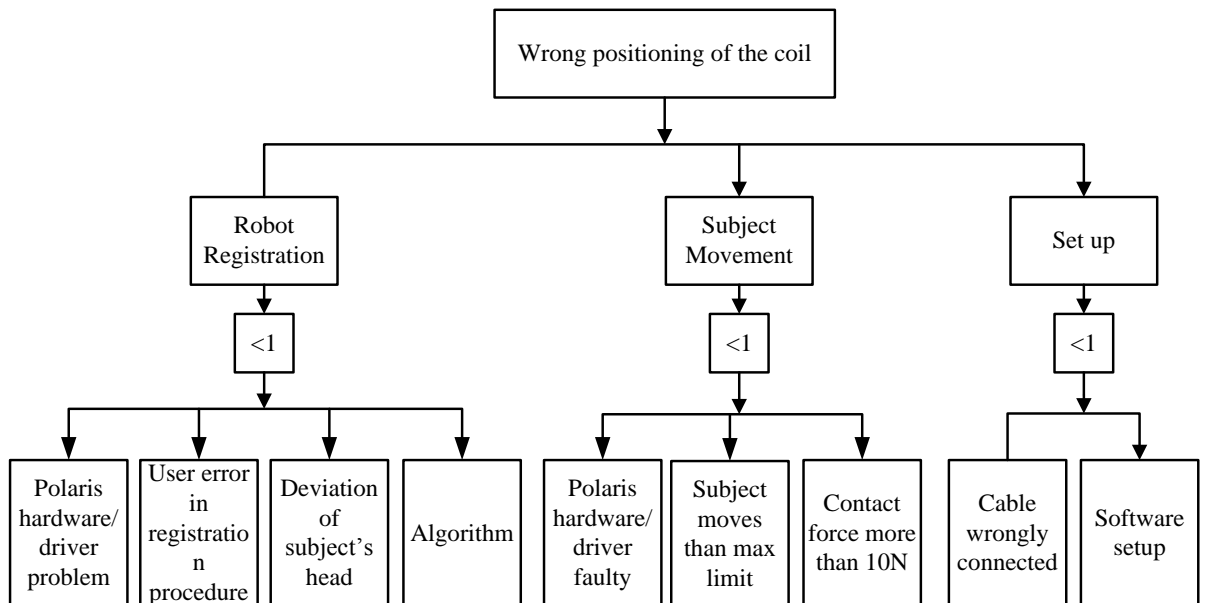 Wrong positioning of the coil
Robot
Registration
Subject
Movement
Set up
<1
<1
<1
Polaris
hardware/
driver
problem
User error
in
registratio
n
procedure
Deviation
of
subject’s
head
Algorithm
Polaris
hardware/
driver
faulty
Subject
moves
than max
limit
Contact
force more
than 10N
Cable
wrongly
connected
Software
setup